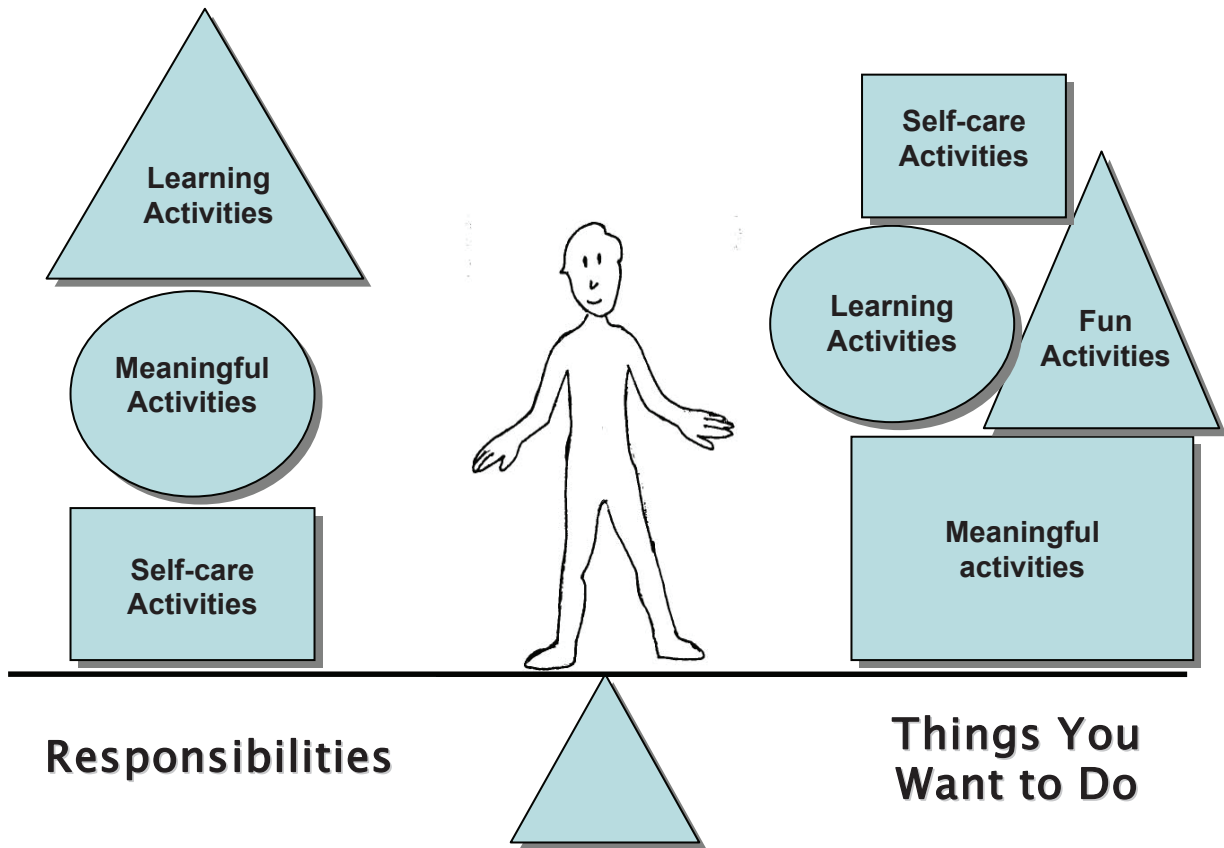 Learning
Activities
Meaningful
Activities
Self-care
Activities
Self-care
Activities
Learning
Activities
Fun
Activities
Meaningful
activities
Responsibilities
Things You
Want to Do